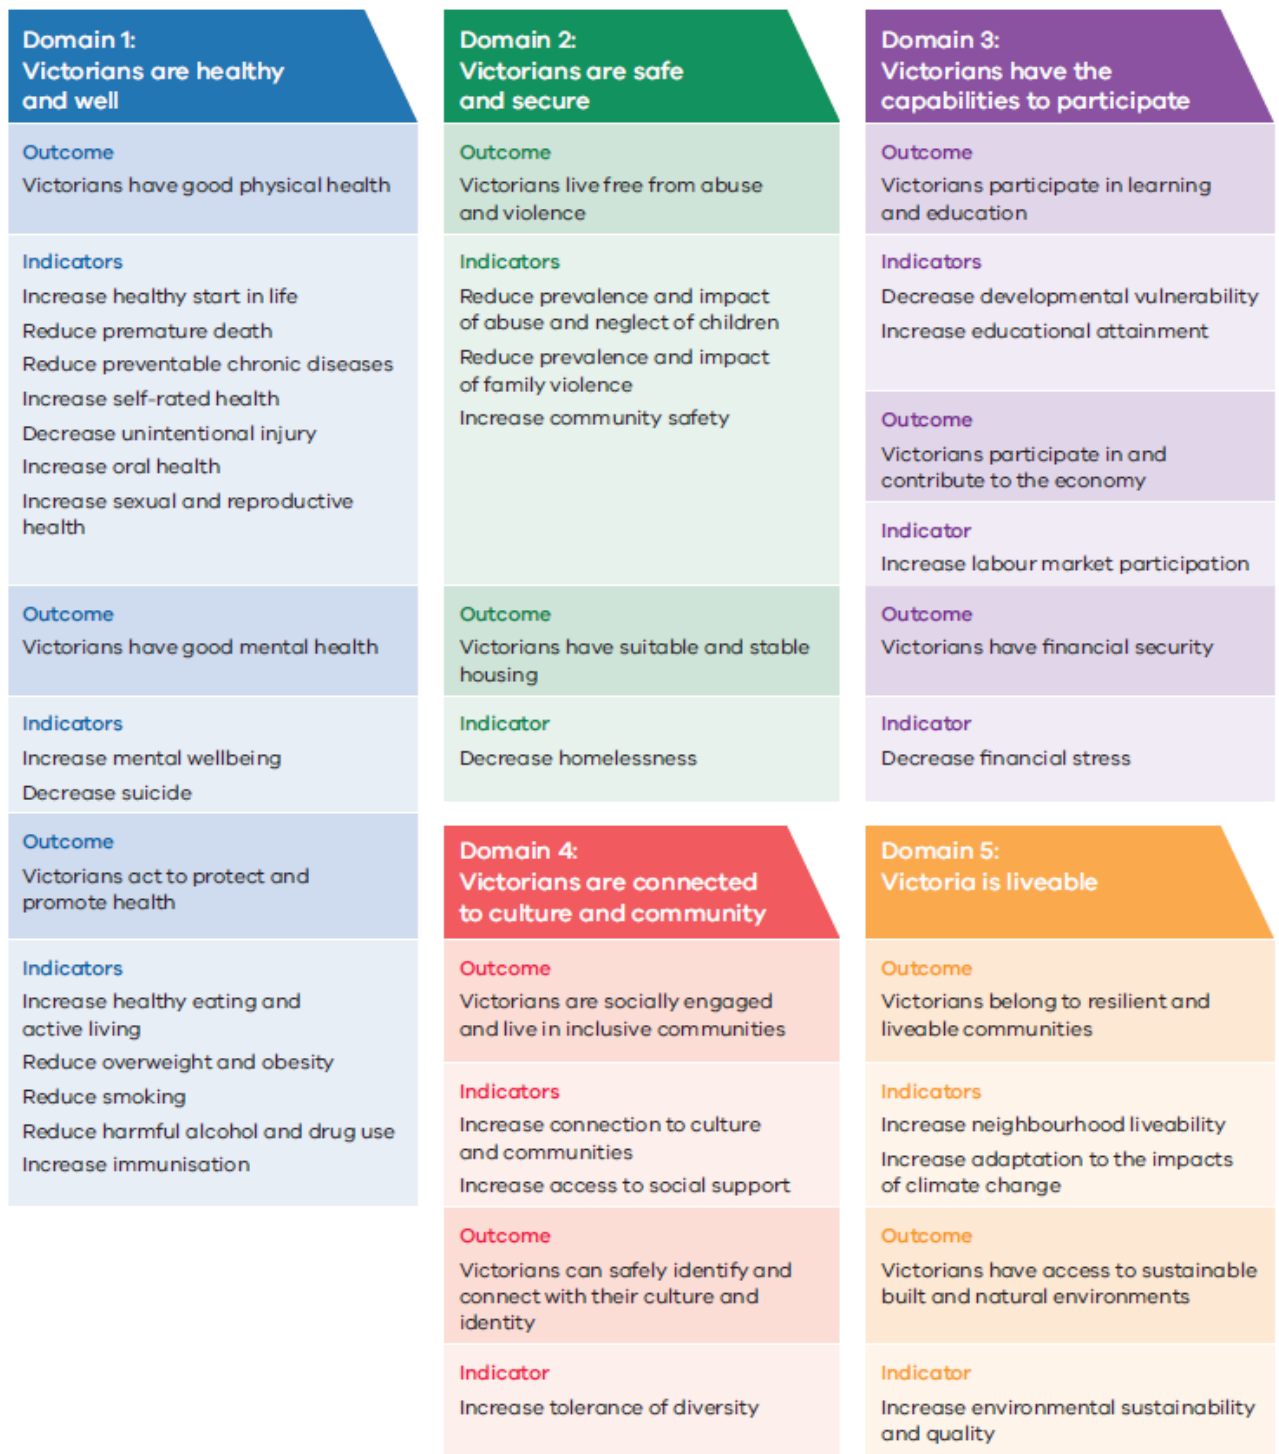 Domain 1:
Victorians are healthy
and well
Outcome
Victorians have good physical health
Indicators
Increase healthy start in life
Reduce premature death
Reduce preventable chronic diseases
Increase self-rated health
Decrease unintentional injury
Increase oral health
Increase sexual and reproductive
health
Outcome
Victorians have good mental health
Indicators
Increase mental wellbeing
Decrease suicide
Outcome
Victorians act to protect and
promote health
Indicators
Increase healthy eating and
active living
Reduce overweight and obesity
Reduce smoking
Reduce harmful alcohol and drug use
Increase immunisation
Domain 2:
Victorians are safe
and secure
Outcome
Victorians live free from abuse
and violence
Indicators
Reduce prevalence and impact
of abuse and neglect of children
Reduce prevalence and impact
of family violence
Increase community safety
Outcome
Victorians have suitable and stable
housing
Indicator
Decrease homelessness
Domain 3:
Victorians have the
capabilities to participate
Outcome
Victorians participate in learning
and education
Indicators
Decrease developmental vulnerability
Increase educational attainment
Outcome
Victorians participate in and
contribute to the economy
Indicator
Increase labour market participation
Outcome
Victorians have financial security
Indicator
Decrease financial stress
Domain 4:
Victorians are connected
to culture and community
Outcome
Victorians are socially engaged
and live in inclusive communities
Indicators
Increase connection to culture
and communities
Increase access to social support
Outcome
Victorians can safely identify and
connect with their culture and
identity
Indicator
Increase tolerance of diversity
Domain 5:
Victoria is liveable
Outcome
Victorians belong to resilient and
liveable communities
Indicators
Increase neighbourhood liveability
Increase adaptation to the impacts
of climate change
Outcome
Victorians have access to sustainable
built and natural environments
Indicator
Increase environmental sustainability
and quality